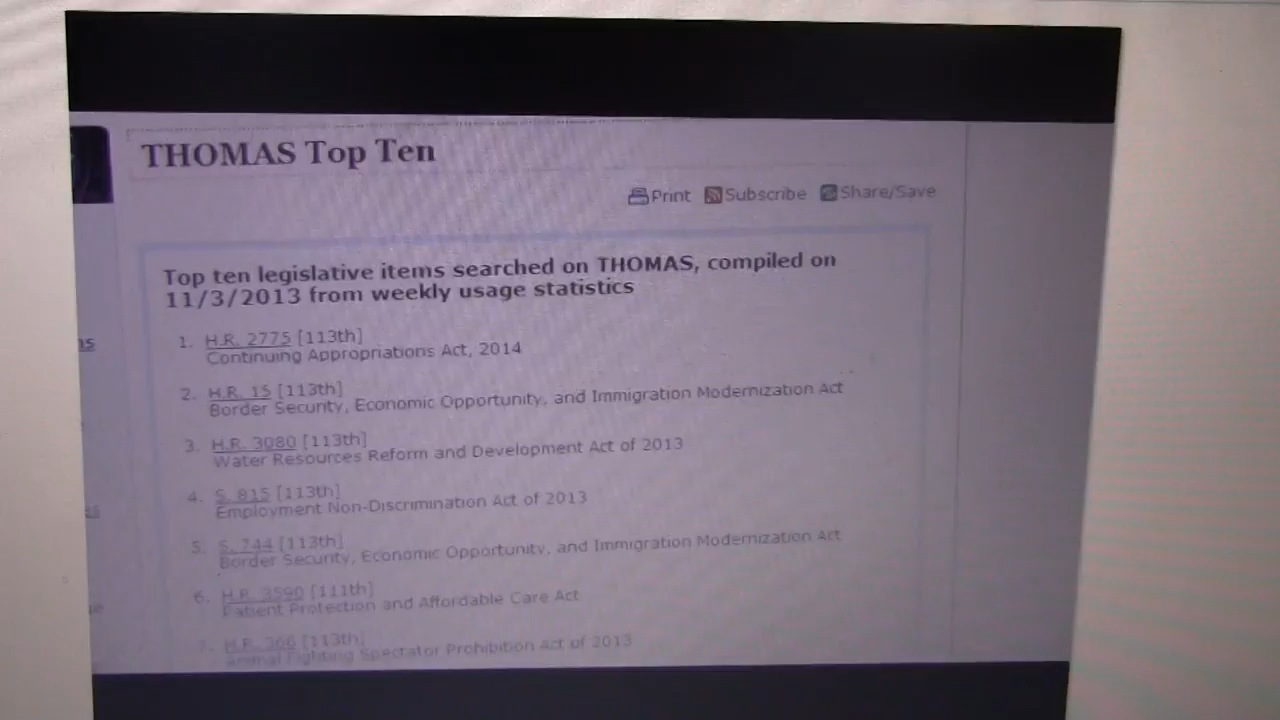 THOMAS Top Ten
Print Subscribe Share/Save
Top ten legislative items searched on THOMAS, compiled on
11/3/2013 from weekly usage statistics
1. H.R. 2775 [113th]
Continuing Appropriations Act, 2014
2. H.R. 15 [113th]
Border Security, Economic Opportunity, and Immigration Modernization Act
3. H.R. 3080 [113th]
Water Resources Reform and Development Act of 2013
4. S. 815 [113th]
Employment Non-Discrimination Act of 2013
5. S. 744 [113th]
Border Security, Economic Opportunity, and Immigration Modernization Act
6. H.R. 3590 [111th]
Patient Protection and Affordable Care Act
7. H.R. 366 [113th]
Animal Fighting Spectator Prohibition Act of 2013